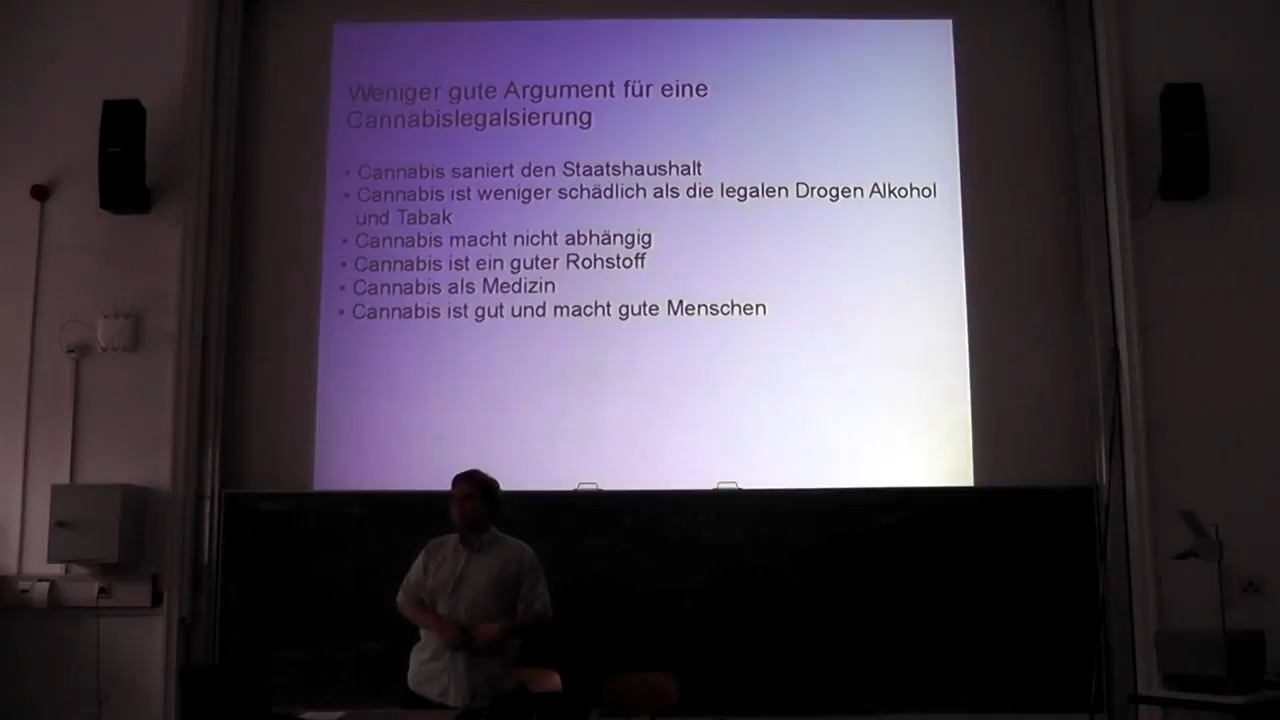 Weniger gute Argument für eine
Cannabislegalsierung
• Cannabis saniert den Staatshaushalt
• Cannabis ist weniger schädlich als die legalen Drogen Alkohol
und Tabak
• Cannabis macht nicht abhängig
• Cannabis ist ein guter Rohstoff
• Cannabis als Medizin
• Cannabis ist gut und macht gute Menschen